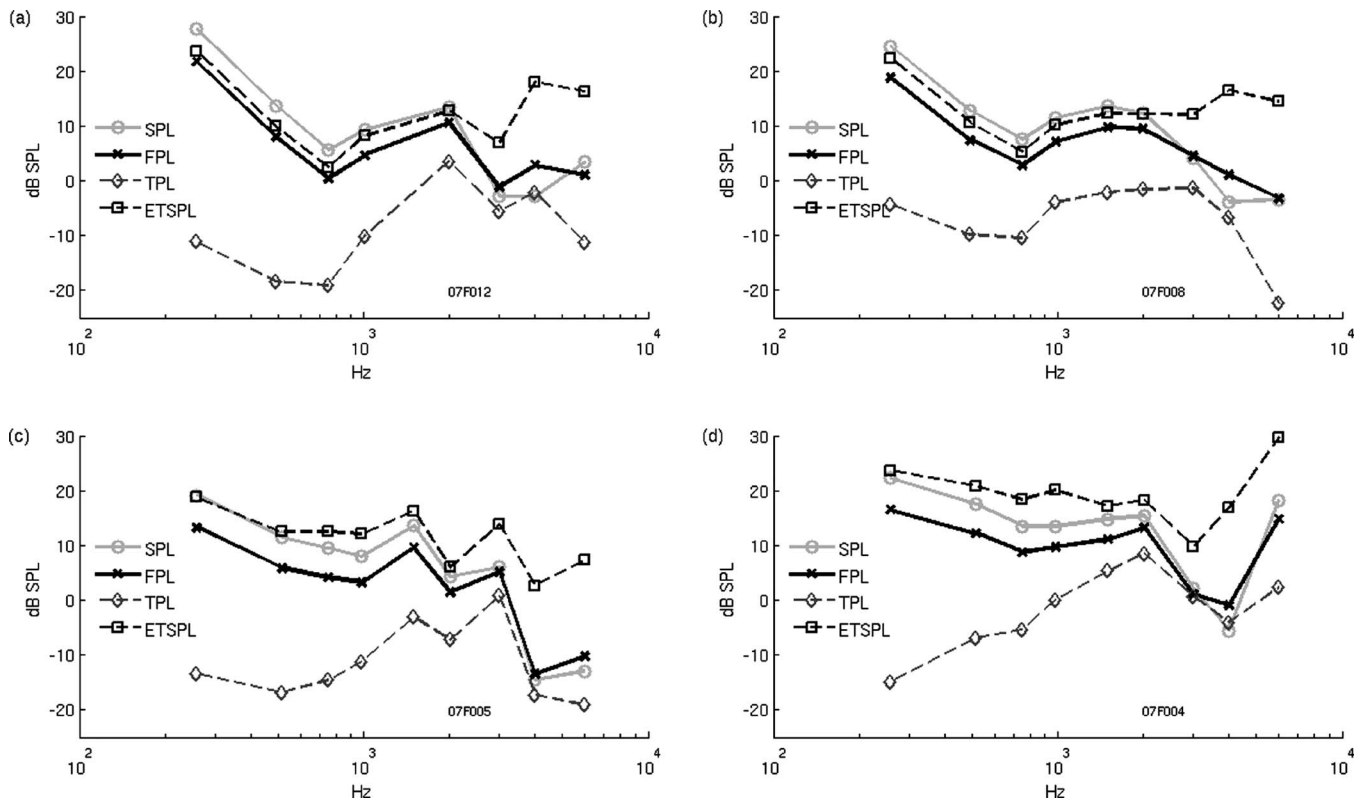 (a)
30
20
10
0
-10
-20
dB SPL
SPL
FPL
TPL
ETSPL
07F012
10^2
10^3
10^4
Hz
(b)
30
20
10
0
-10
-20
dB SPL
SPL
FPL
TPL
ETSPL
07F008
10^2
10^3
10^4
Hz
(c)
30
20
10
0
-10
-20
dB SPL
SPL
FPL
TPL
ETSPL
07F005
10^2
10^3
10^4
Hz
(d)
30
20
10
0
-10
-20
dB SPL
SPL
FPL
TPL
ETSPL
07F004
10^2
10^3
10^4
Hz